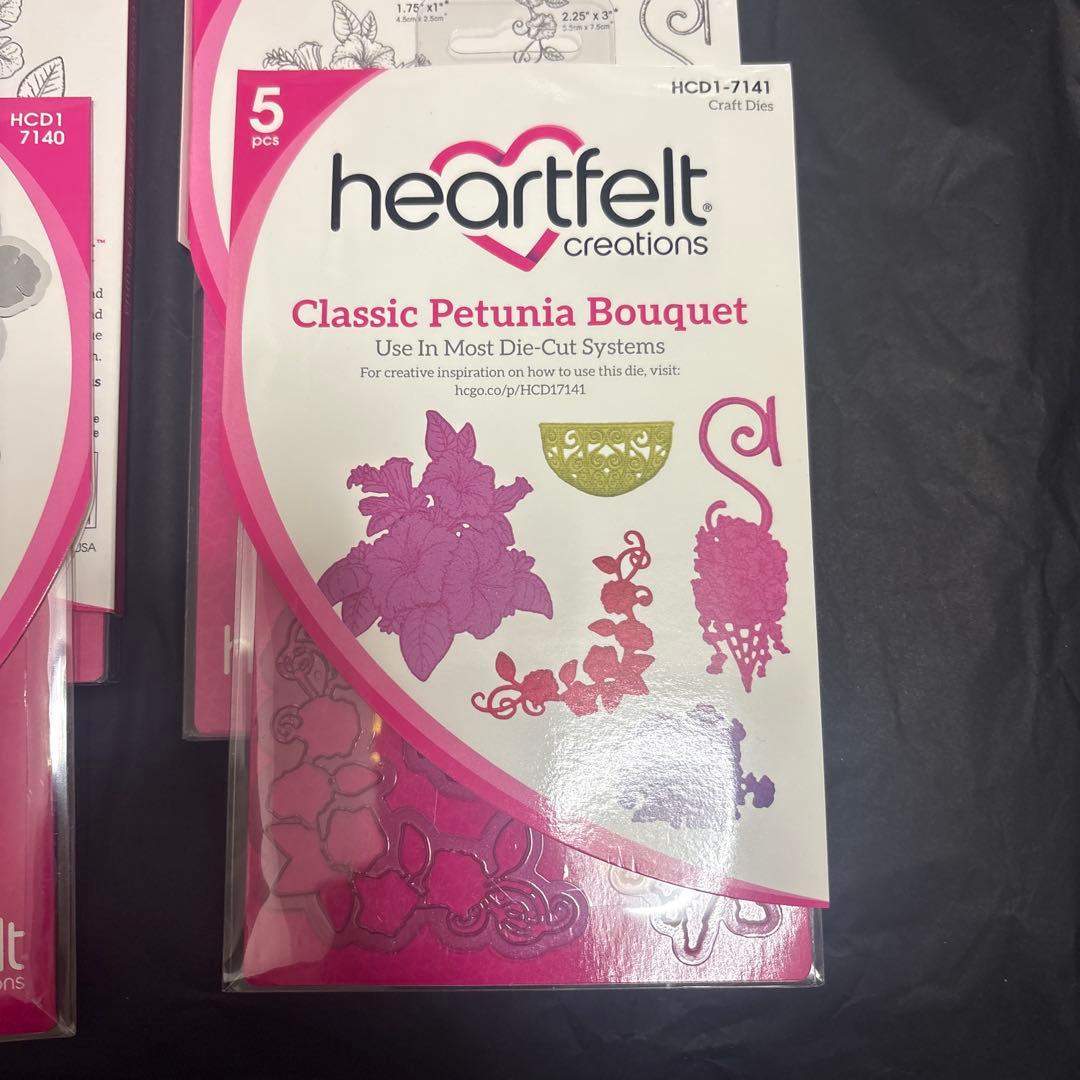 1.75" x1"
4.5cm x 2.5cm
2.25" x 3"
5.5cm x 7.5cm
HCD1
7140
5
pcs
HCD1-7141
Craft Dies
heartfelt®
creations
Classic Petunia Bouquet
Use In Most Die-Cut Systems
For creative inspiration on how to use this die, visit:
hcgo.co/p/HCD17141
USA
lt
ons